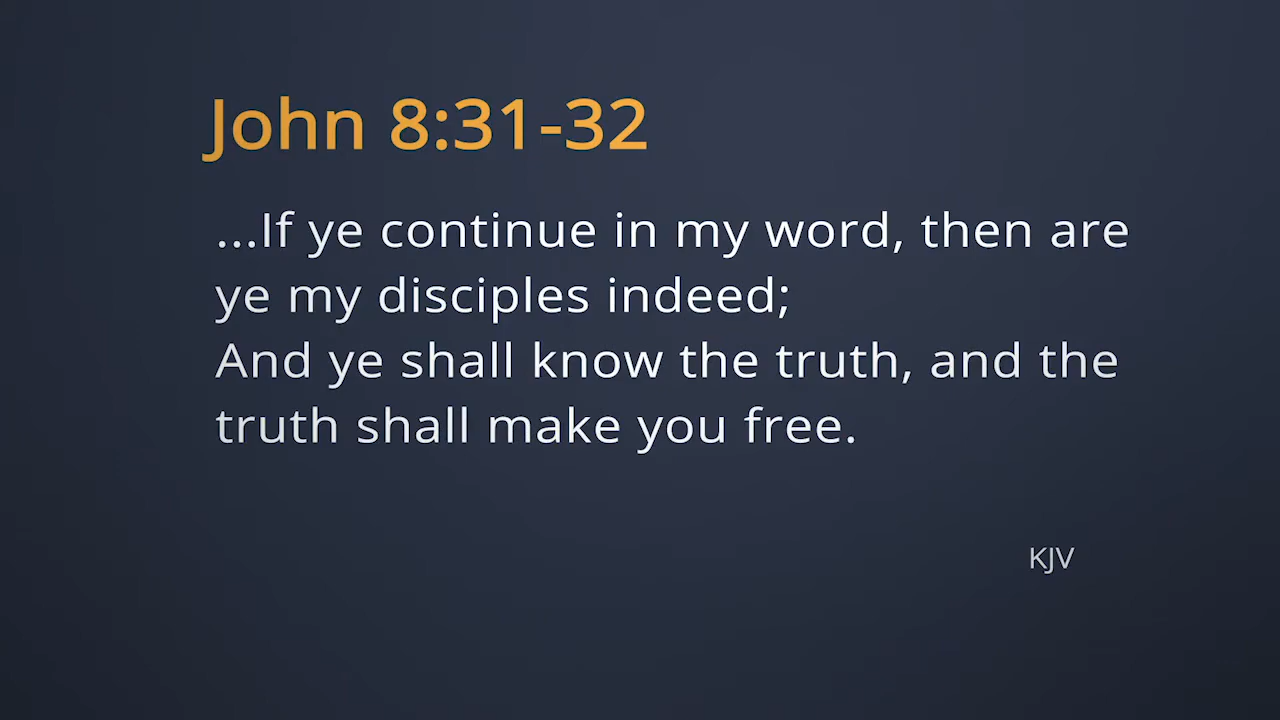 John 8:31-32
...If ye continue in my word, then are
ye my disciples indeed;
And ye shall know the truth, and the
truth shall make you free.
KJV